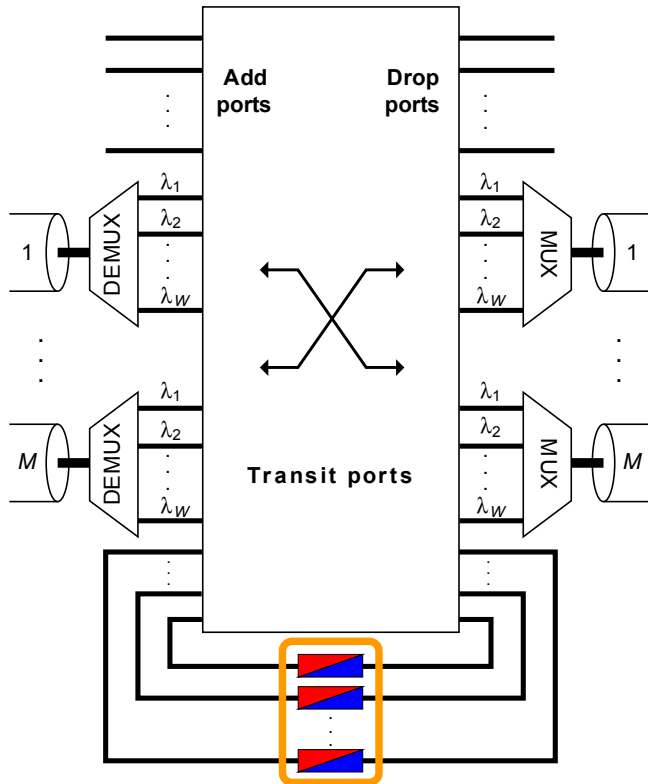 Add ports
Drop ports
λ1
λ2
λW
DEMUX
1
λ1
λ2
λW
MUX
1
λ1
λ2
λW
DEMUX
M
Transit ports
λ1
λ2
λW
MUX
M